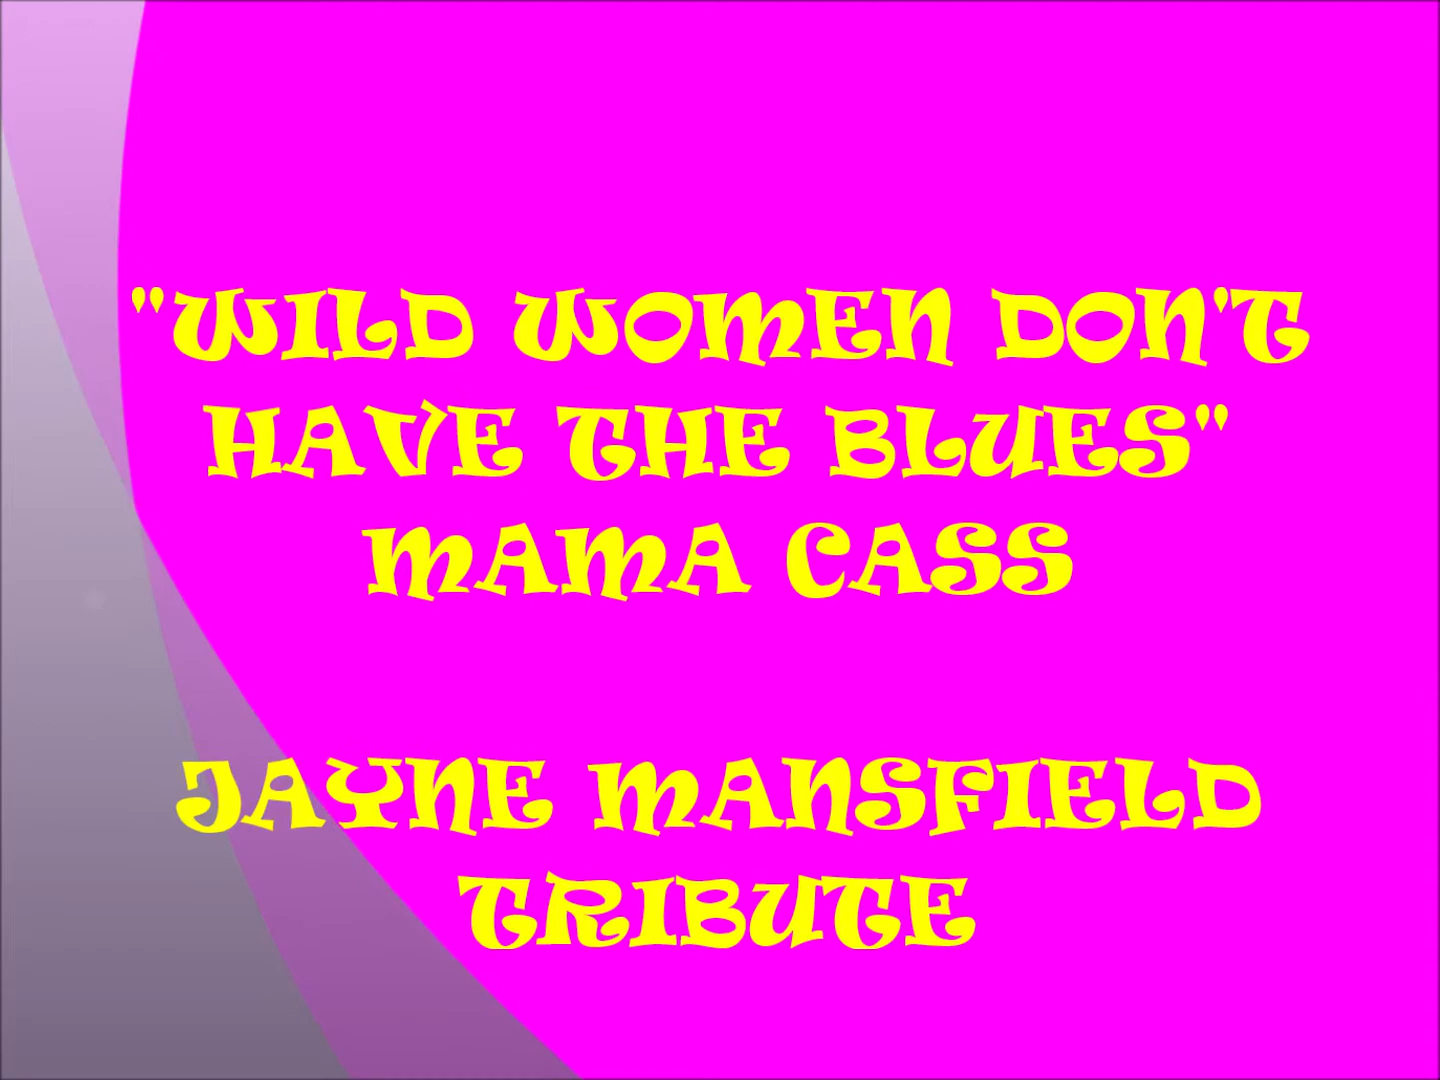 "WILD WOMEN DON'T
HAVE THE BLUES"
MAMA CASS
JAYNE MANSFIELD
TRIBUTE